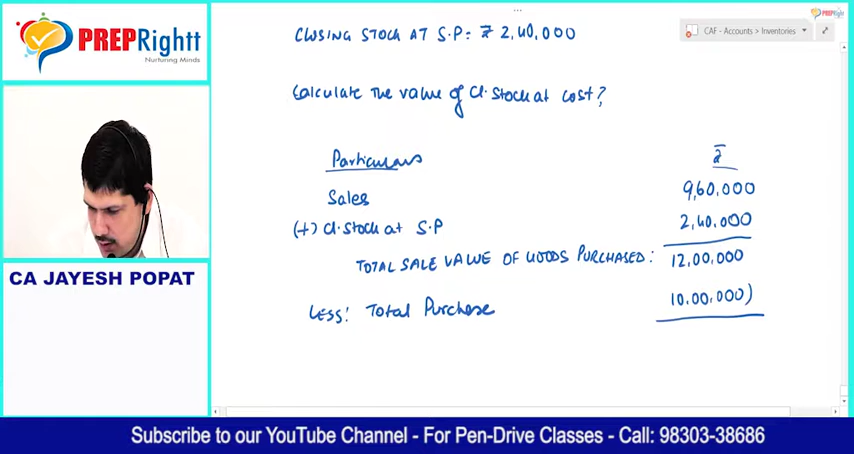 PREPRightt
Nurturing Minds
CLOSING STOCK AT S.P = ₹ 2,40,000
CAF - Accounts > Inventories
PREPRightt
Calculate the value of Cl. Stock at cost?
Particulars ₹
Sales 9,60,000
(+) Cl. Stock at S.P 2,40,000
TOTAL SALE VALUE OF GOODS PURCHASED: 12,00,000
LESS: Total Purchase 10,00,000)
CA JAYESH POPAT
Subscribe to our YouTube Channel - For Pen-Drive Classes - Call: 98303-38686